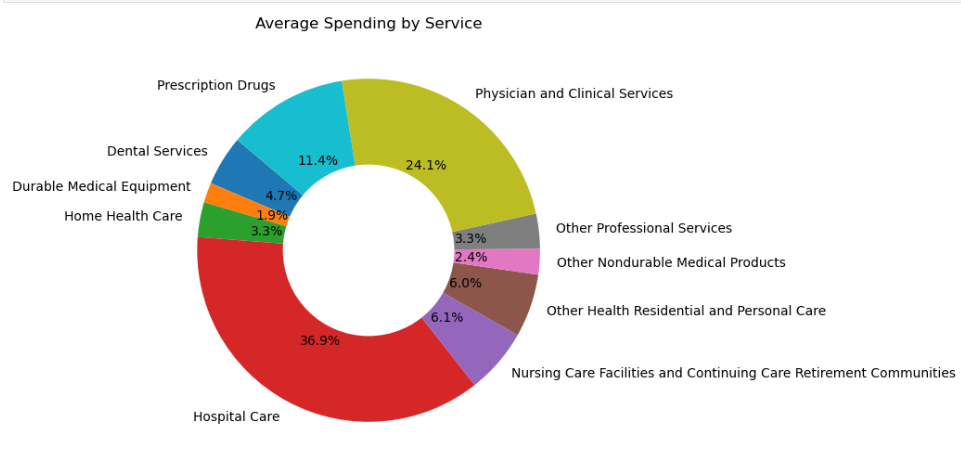 Average Spending by Service
Prescription Drugs
Physician and Clinical Services
Dental Services
11.4%
24.1%
Durable Medical Equipment
4.7%
Home Health Care
1.9%
3.3%
Other Professional Services
3.3%
2.4%
Other Nondurable Medical Products
6.0%
Other Health Residential and Personal Care
6.1%
36.9%
Nursing Care Facilities and Continuing Care Retirement Communities
Hospital Care